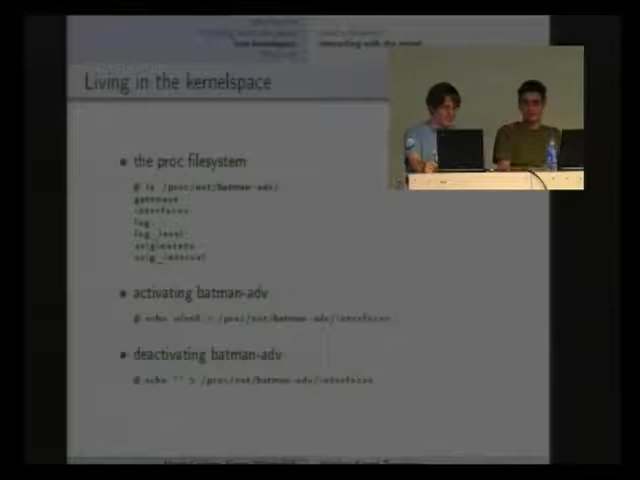 Living in the kernelspace
• the proc filesystem
@ ls /proc/net/batman-adv/
gateways
interfaces
log
log_level
originators
orig_interval
• activating batman-adv
@ echo wlan0 > /proc/net/batman-adv/interfaces
• deactivating batman-adv
@ echo "" > /proc/net/batman-adv/interfaces